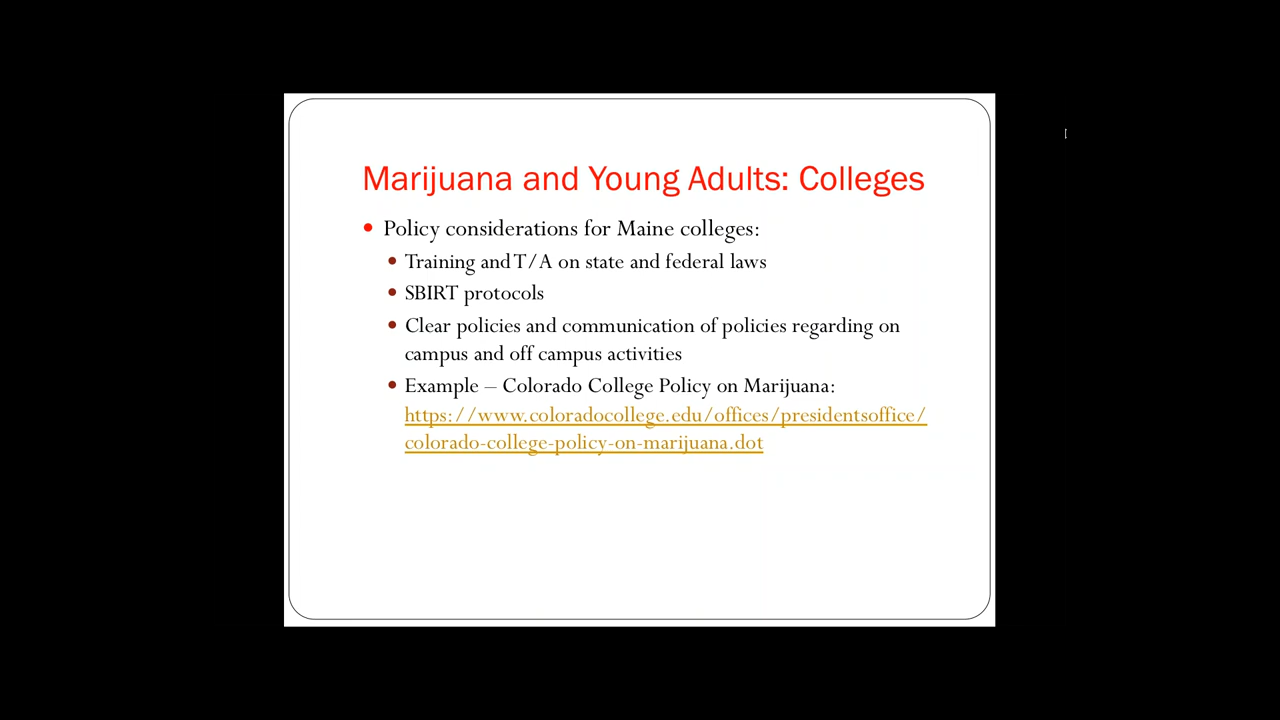 Marijuana and Young Adults: Colleges
Policy considerations for Maine colleges:
Training and T/A on state and federal laws
SBIRT protocols
Clear policies and communication of policies regarding on
campus and off campus activities
Example – Colorado College Policy on Marijuana:
https://www.coloradocollege.edu/offices/presidentsoffice/
colorado-college-policy-on-marijuana.dot